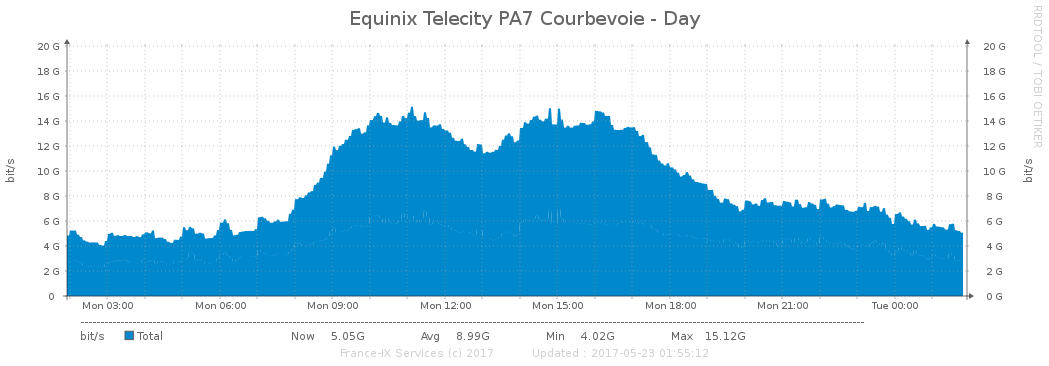 Equinix Telecity PA7 Courbevoie - Day
RRDTOOL / TOBI OETIKER
20 G 20 G
18 G 18 G
16 G 16 G
14 G 14 G
12 G 12 G
10 G 10 G
8 G 8 G
6 G 6 G
4 G 4 G
2 G 2 G
0 0 G
bit/s
bit/s
Mon 03:00 Mon 06:00 Mon 09:00 Mon 12:00 Mon 15:00 Mon 18:00 Mon 21:00 Tue 00:00
bit/s Total Now 5.05G Avg 8.99G Min 4.02G Max 15.12G
France-IX Services (c) 2017 Updated : 2017-05-23 01:55:12